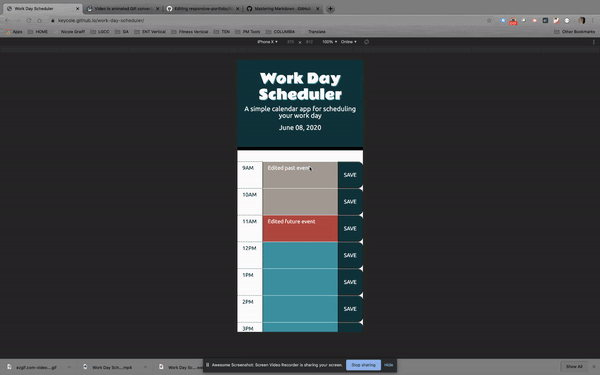 Work Day Scheduler
Video to animated GIF conver
Editing responsive-portfolio/
Mastering Markdown · GitHu
github.io/work-day-scheduler/
Apps HOME Nicole Graff LUCC GA ENT Vertical Fitness Vertical TEN PM Tools COLUMBIA Translate Other Bookmarks
iPhone X 375 × 812 100% Online
Work Day
Scheduler
A simple calendar app for scheduling
your work day
June 08, 2020
9AM Edited past event SAVE
10AM SAVE
11AM Edited future event SAVE
12PM SAVE
1PM SAVE
2PM SAVE
3PM
ezgif.com-video....gif
Work Day Sch....mp4
Work Day Sc...
Awesome Screenshot: Screen Video Recorder is sharing your screen. Stop sharing Hide
Show All